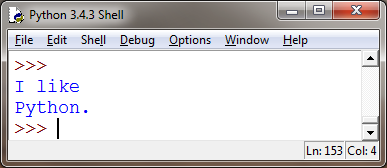 Python 3.4.3 Shell
File Edit Shell Debug Options Window Help
>>>
I like
Python.
>>>
Ln: 153 Col: 4